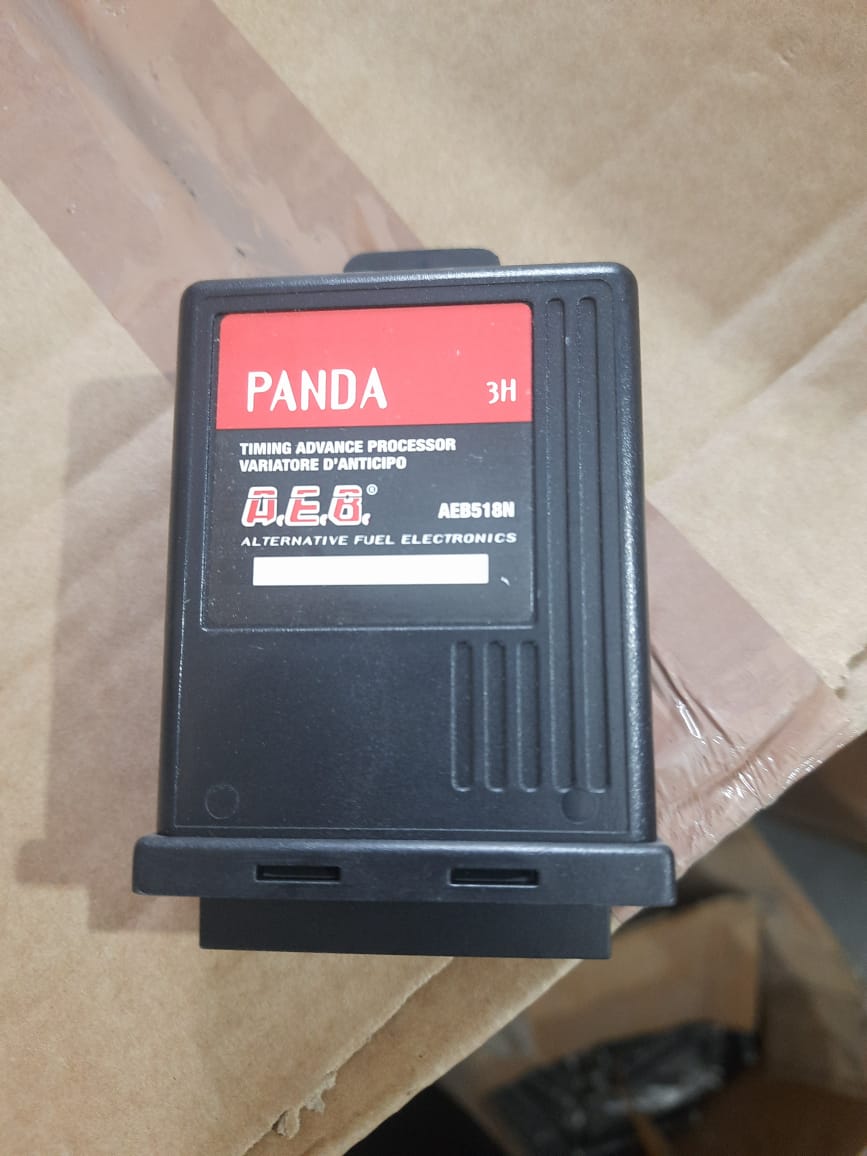 PANDA 3H
TIMING ADVANCE PROCESSOR
VARIATORE D'ANTICIPO
A.E.B.® AEB518N
ALTERNATIVE FUEL ELECTRONICS